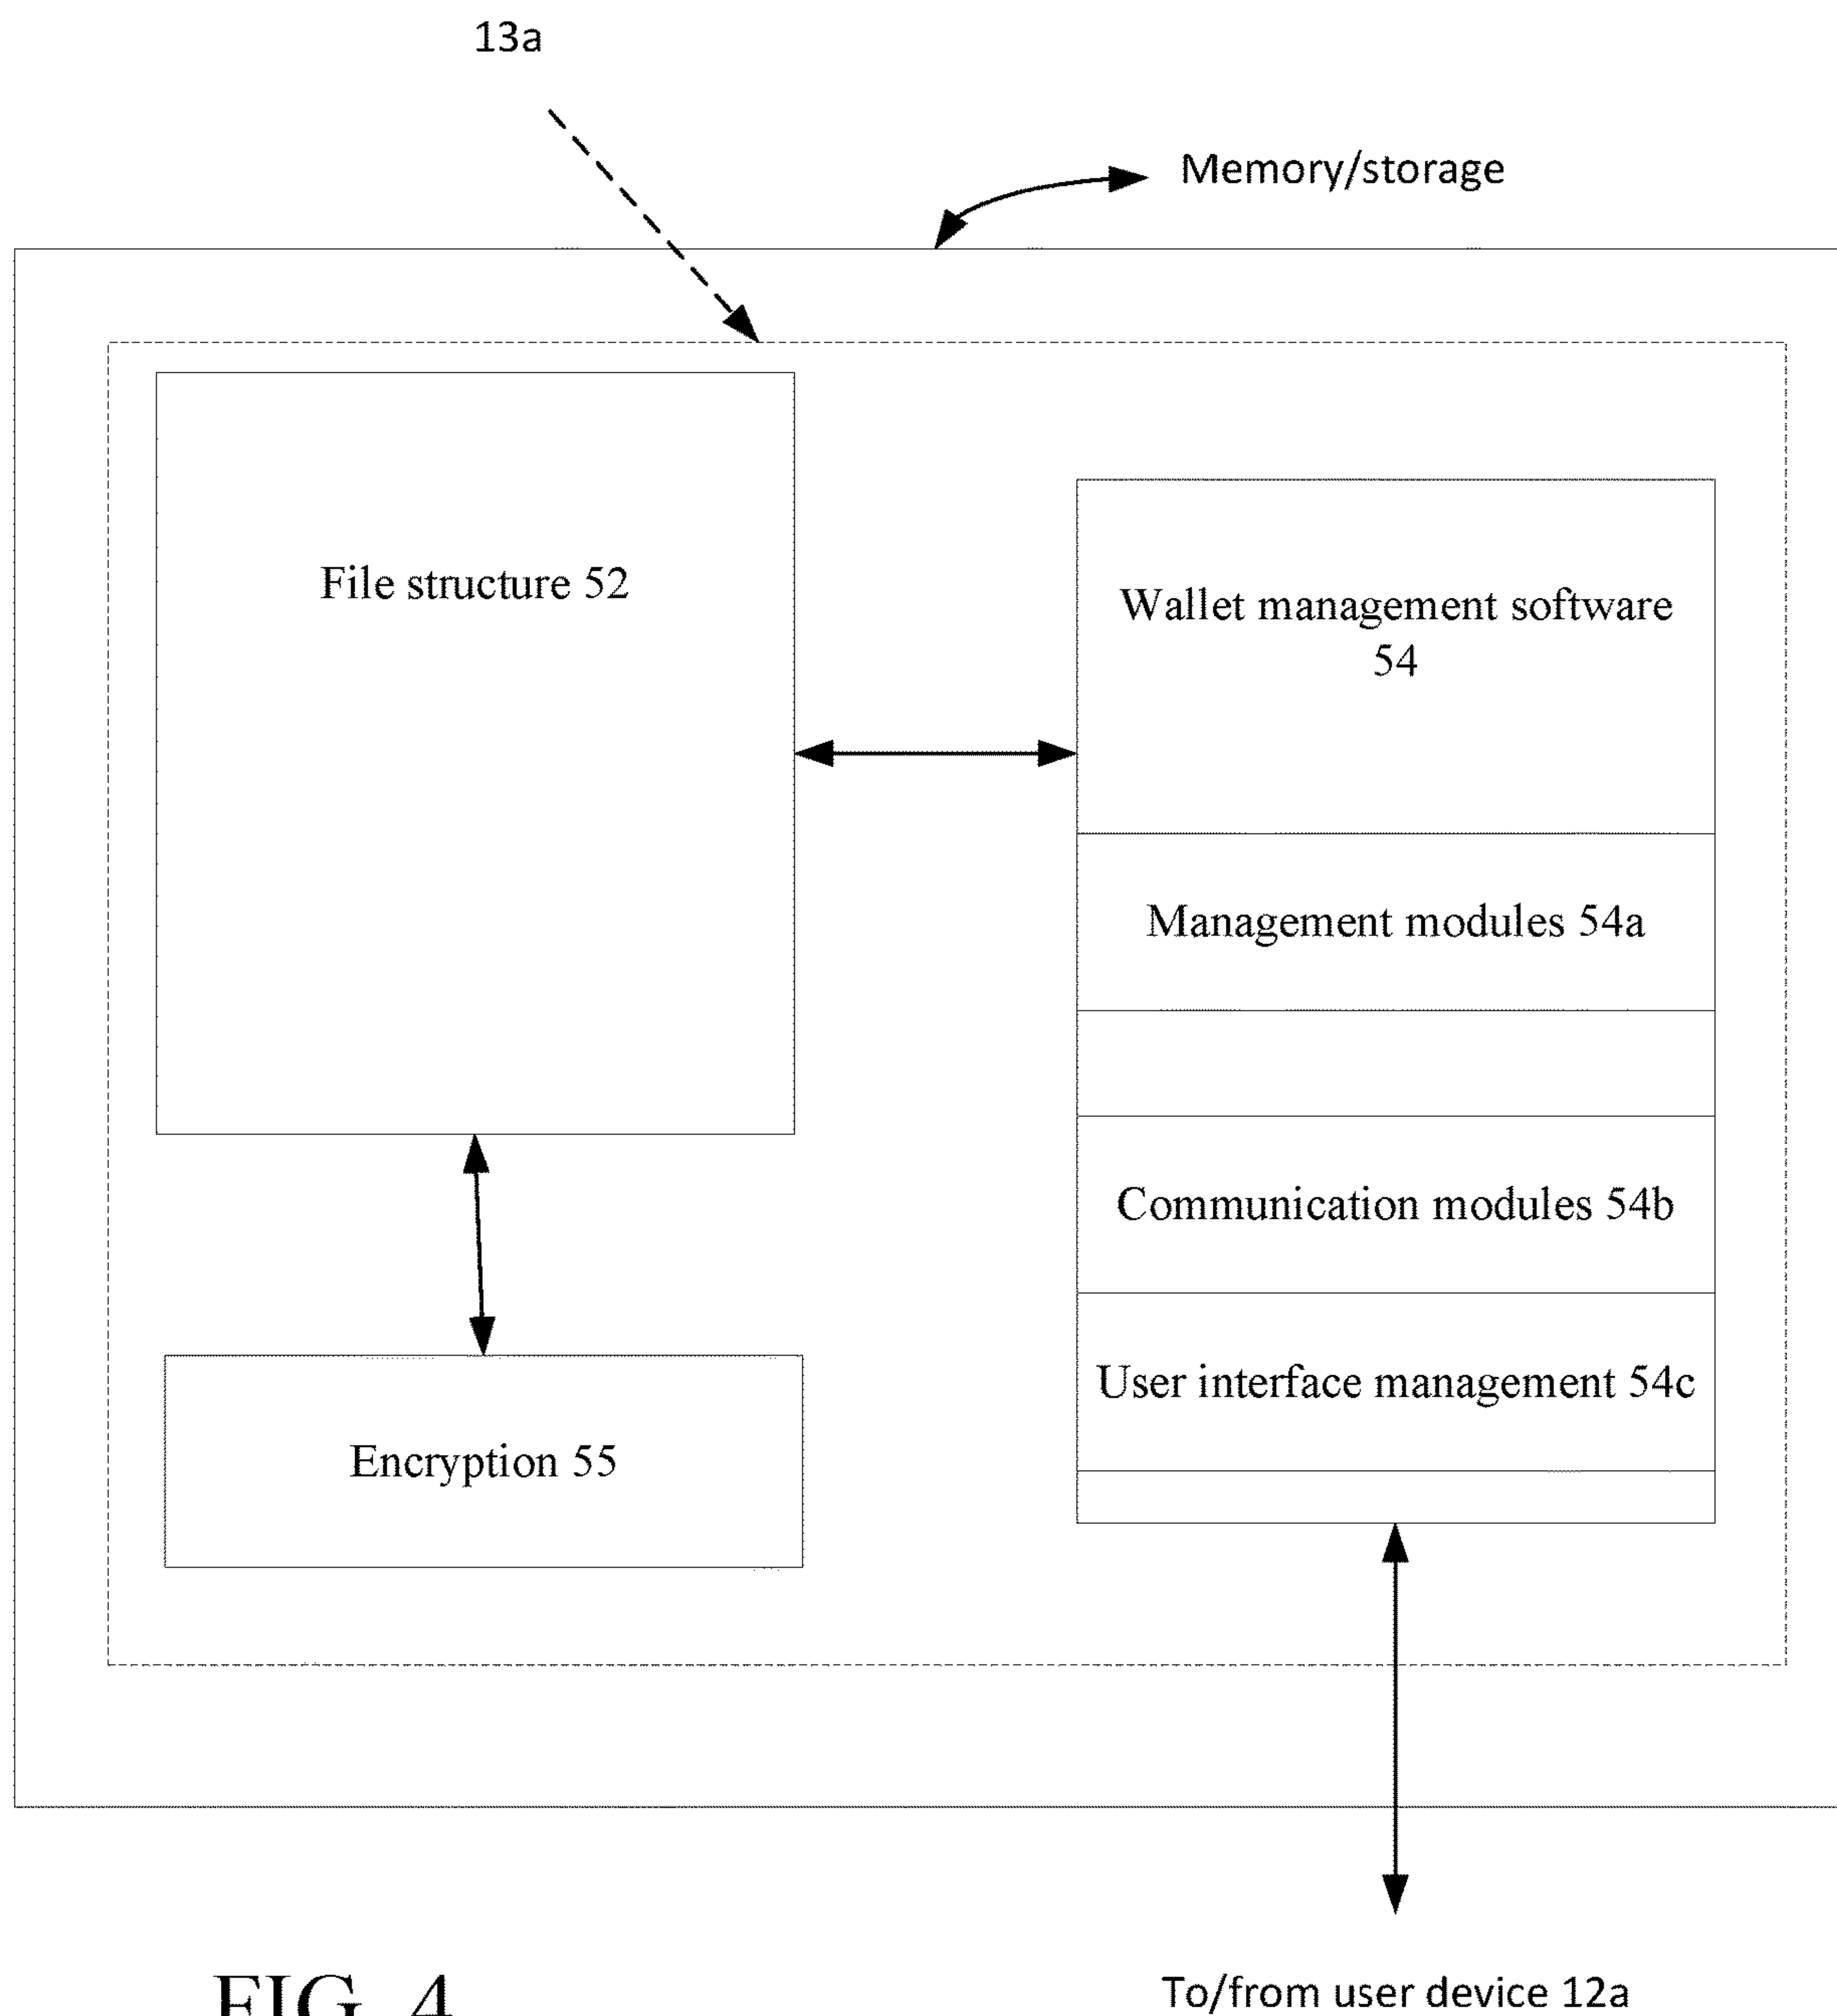 13a
Memory/storage
File structure 52
Wallet management software
54
Management modules 54a
Communication modules 54b
User interface management 54c
Encryption 55
To/from user device 12a
FIG. 4